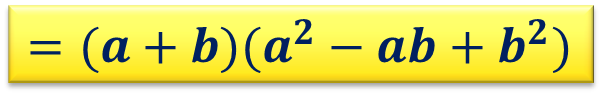 = (a + b)(a² − ab + b²)